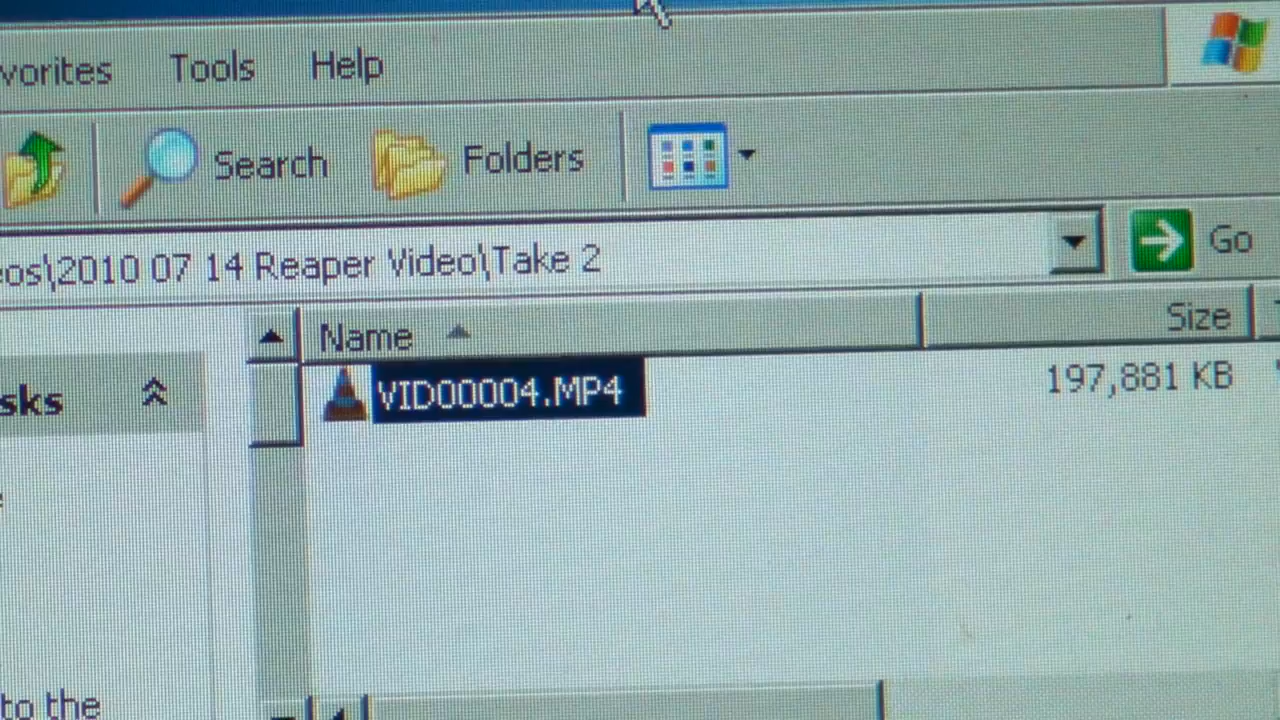 vorites Tools Help
Search Folders
eos\2010 07 14 Reaper Video\Take 2 Go
Name Size
sks
VID00004.MP4 197,881 KB
to the